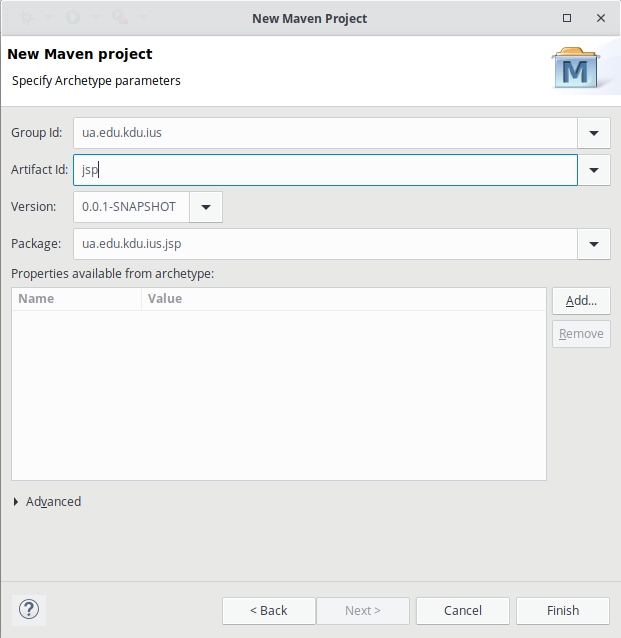 New Maven Project
New Maven project
Specify Archetype parameters
M
Group Id: ua.edu.kdu.ius
Artifact Id: jsp
Version: 0.0.1-SNAPSHOT
Package: ua.edu.kdu.ius.jsp
Properties available from archetype:
Name Value
Add...
Remove
Advanced
? < Back Next > Cancel Finish